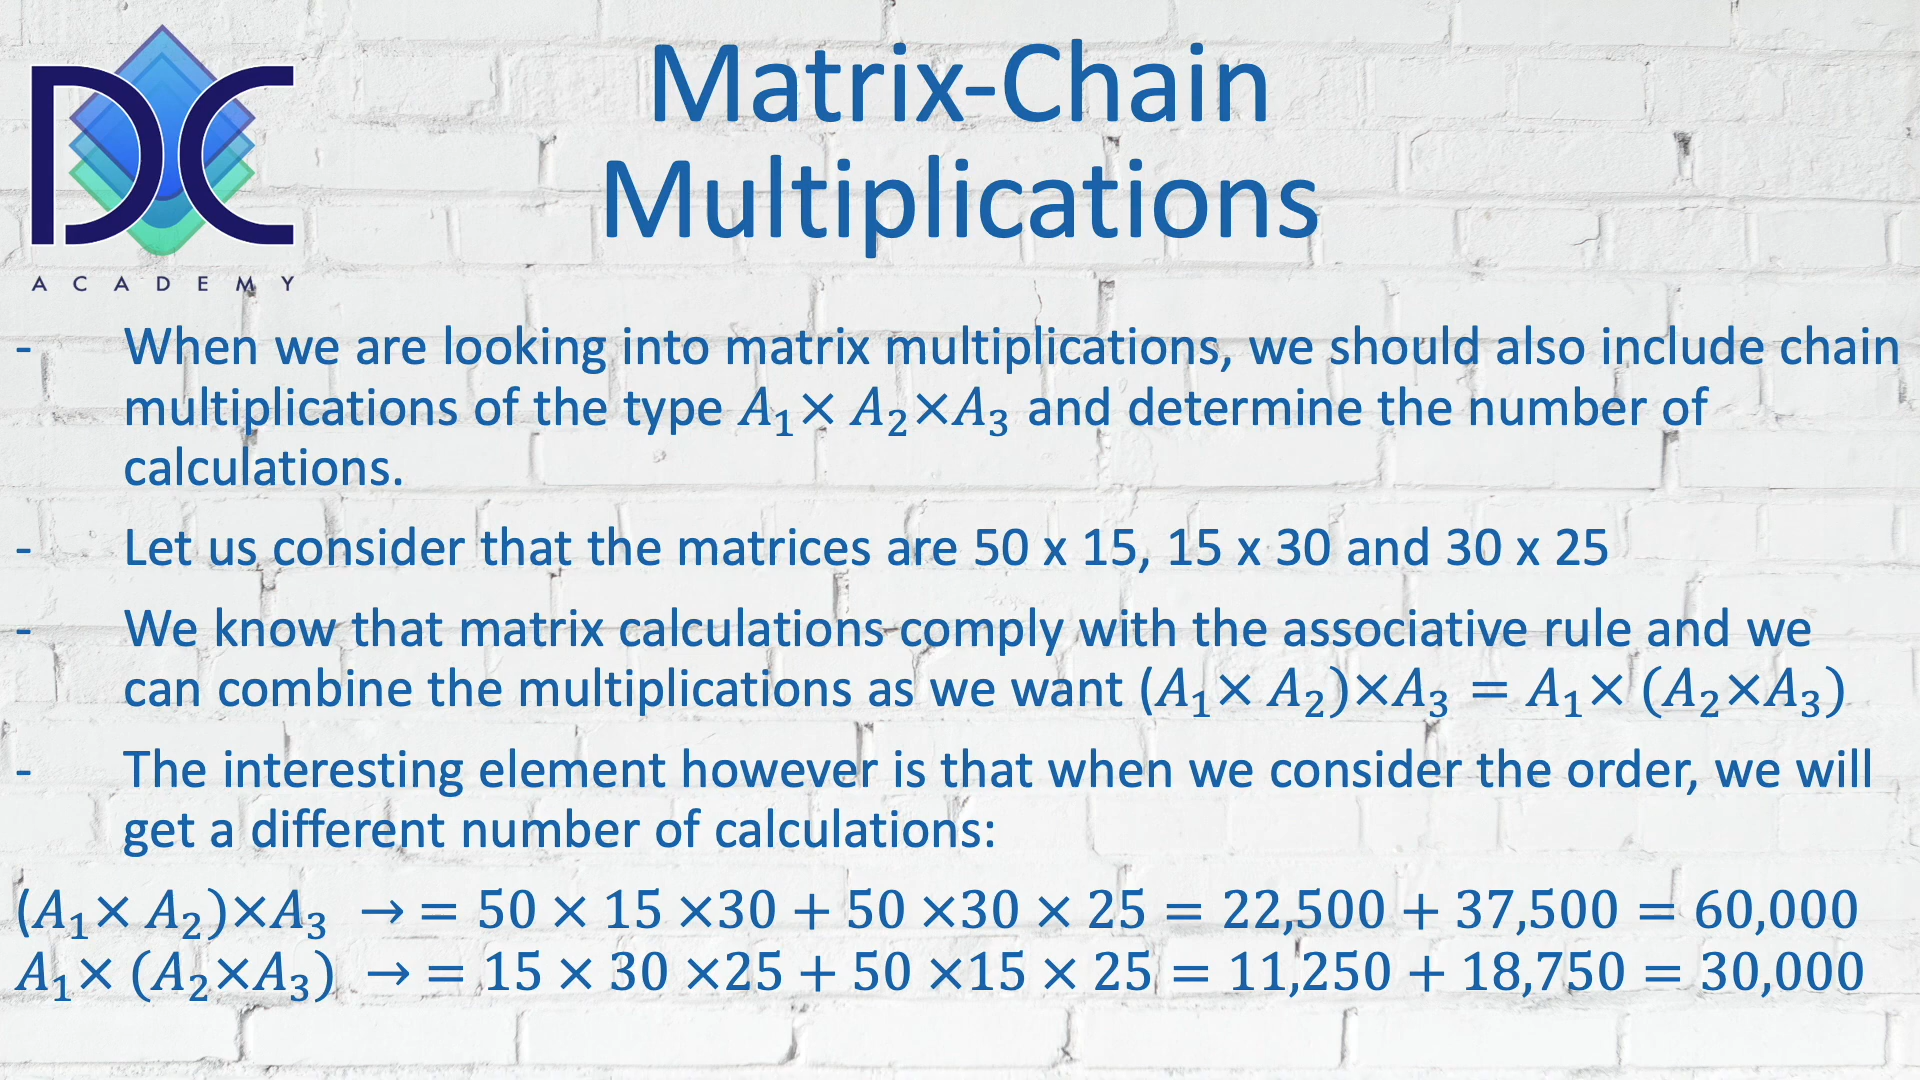 DC
ACADEMY
Matrix-Chain
Multiplications
- When we are looking into matrix multiplications, we should also include chain
multiplications of the type 𝐴₁× 𝐴₂×𝐴₃ and determine the number of
calculations.
- Let us consider that the matrices are 50 x 15, 15 x 30 and 30 x 25
- We know that matrix calculations comply with the associative rule and we
can combine the multiplications as we want (𝐴₁× 𝐴₂)×𝐴₃ = 𝐴₁× (𝐴₂×𝐴₃)
- The interesting element however is that when we consider the order, we will
get a different number of calculations:
(𝐴₁× 𝐴₂)×𝐴₃ → = 50 × 15 ×30 + 50 ×30 × 25 = 22,500 + 37,500 = 60,000
𝐴₁× (𝐴₂×𝐴₃) → = 15 × 30 ×25 + 50 ×15 × 25 = 11,250 + 18,750 = 30,000